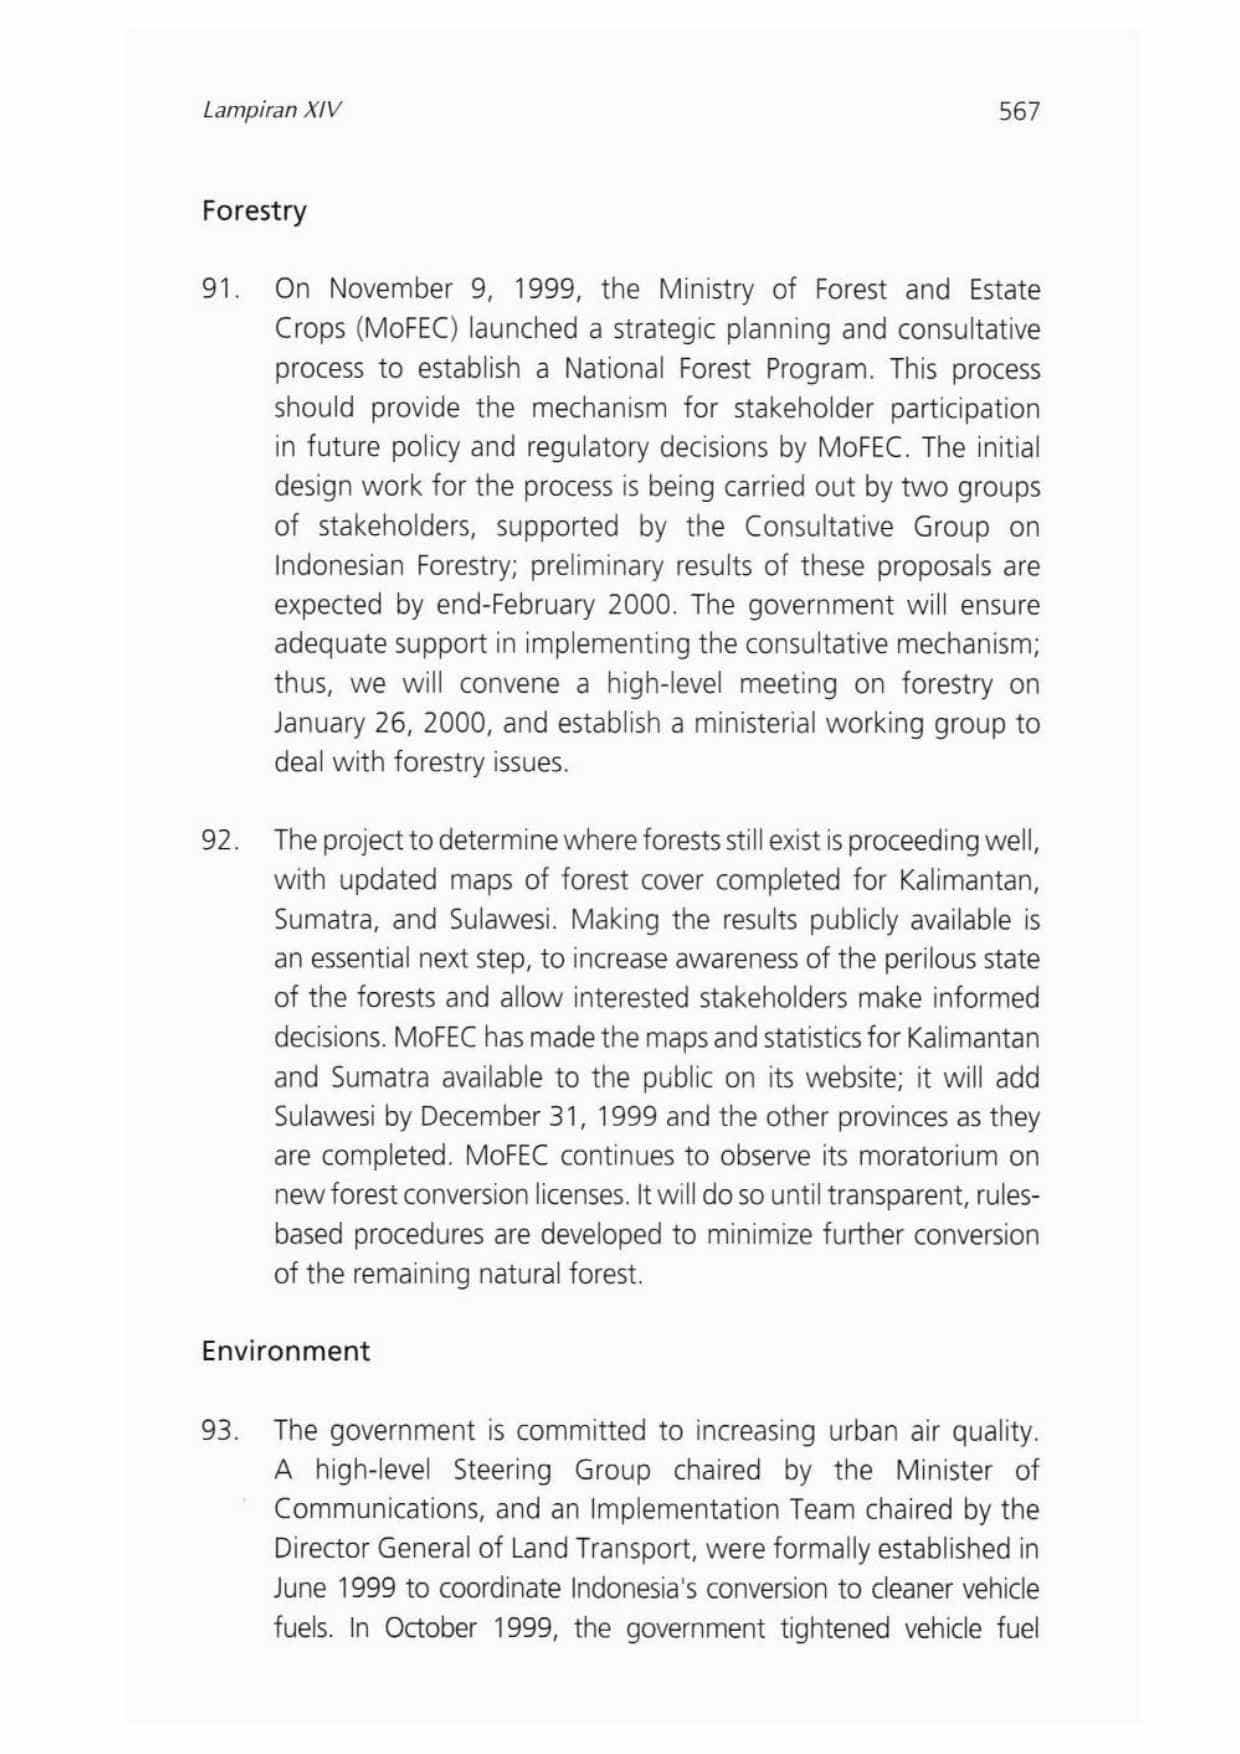 Lampiran XIV 567
Forestry
91. On November 9, 1999, the Ministry of Forest and Estate
Crops (MoFEC) launched a strategic planning and consultative
process to establish a National Forest Program. This process
should provide the mechanism for stakeholder participation
in future policy and regulatory decisions by MoFEC. The initial
design work for the process is being carried out by two groups
of stakeholders, supported by the Consultative Group on
Indonesian Forestry; preliminary results of these proposals are
expected by end-February 2000. The government will ensure
adequate support in implementing the consultative mechanism;
thus, we will convene a high-level meeting on forestry on
January 26, 2000, and establish a ministerial working group to
deal with forestry issues.
92. The project to determine where forests still exist is proceeding well,
with updated maps of forest cover completed for Kalimantan,
Sumatra, and Sulawesi. Making the results publicly available is
an essential next step, to increase awareness of the perilous state
of the forests and allow interested stakeholders make informed
decisions. MoFEC has made the maps and statistics for Kalimantan
and Sumatra available to the public on its website; it will add
Sulawesi by December 31, 1999 and the other provinces as they
are completed. MoFEC continues to observe its moratorium on
new forest conversion licenses. It will do so until transparent, rules-
based procedures are developed to minimize further conversion
of the remaining natural forest.
Environment
93. The government is committed to increasing urban air quality.
A high-level Steering Group chaired by the Minister of
Communications, and an Implementation Team chaired by the
Director General of Land Transport, were formally established in
June 1999 to coordinate Indonesia's conversion to cleaner vehicle
fuels. In October 1999, the government tightened vehicle fuel